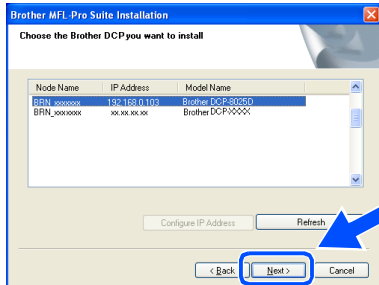 Brother MFL-Pro Suite Installation
Choose the Brother DCP you want to install
Node Name IP Address Model Name
BRN_xxxxxxx 192.168.0.103 Brother DCP-8025D
BRN_xxxxxxx xx.xx.xx.xx Brother DCP-XXXX
Configure IP Address Refresh
< Back Next > Cancel